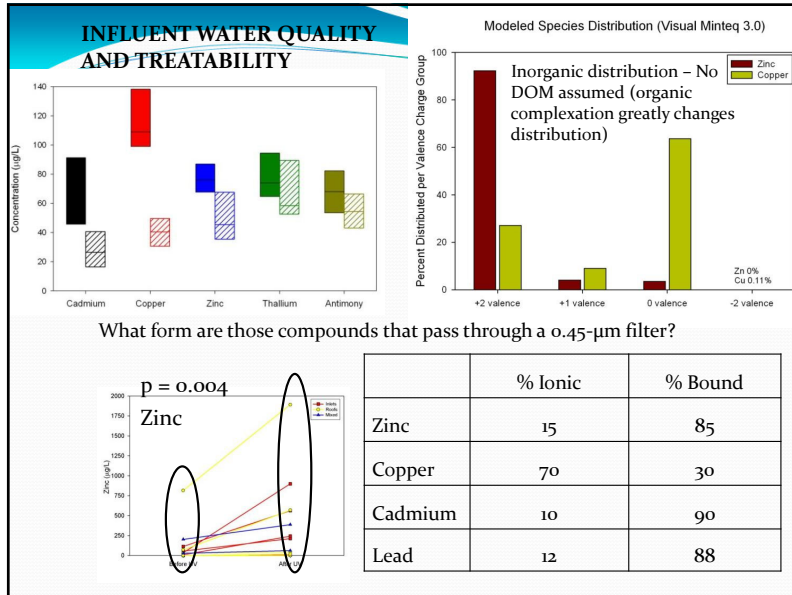 INFLUENT WATER QUALITY
AND TREATABILITY
140
120
100
80
60
40
20
0
Concentration (µg/L)
Cadmium Copper Zinc Thallium Antimony
Modeled Species Distribution (Visual Minteq 3.0)
100
80
60
40
20
0
Percent Distributed per Valence Charge Group
Zinc
Copper
Inorganic distribution – No
DOM assumed (organic
complexation greatly changes
distribution)
Zn 0%
Cu 0.11%
+2 valence +1 valence 0 valence -2 valence
What form are those compounds that pass through a 0.45-µm filter?
p = 0.004
Zinc
2000
1750
1500
1250
1000
750
500
250
0
Zinc (µg/L)
Inlets
Roofs
Mixed
Before UV After UV
% Ionic % Bound
Zinc 15 85
Copper 70 30
Cadmium 10 90
Lead 12 88